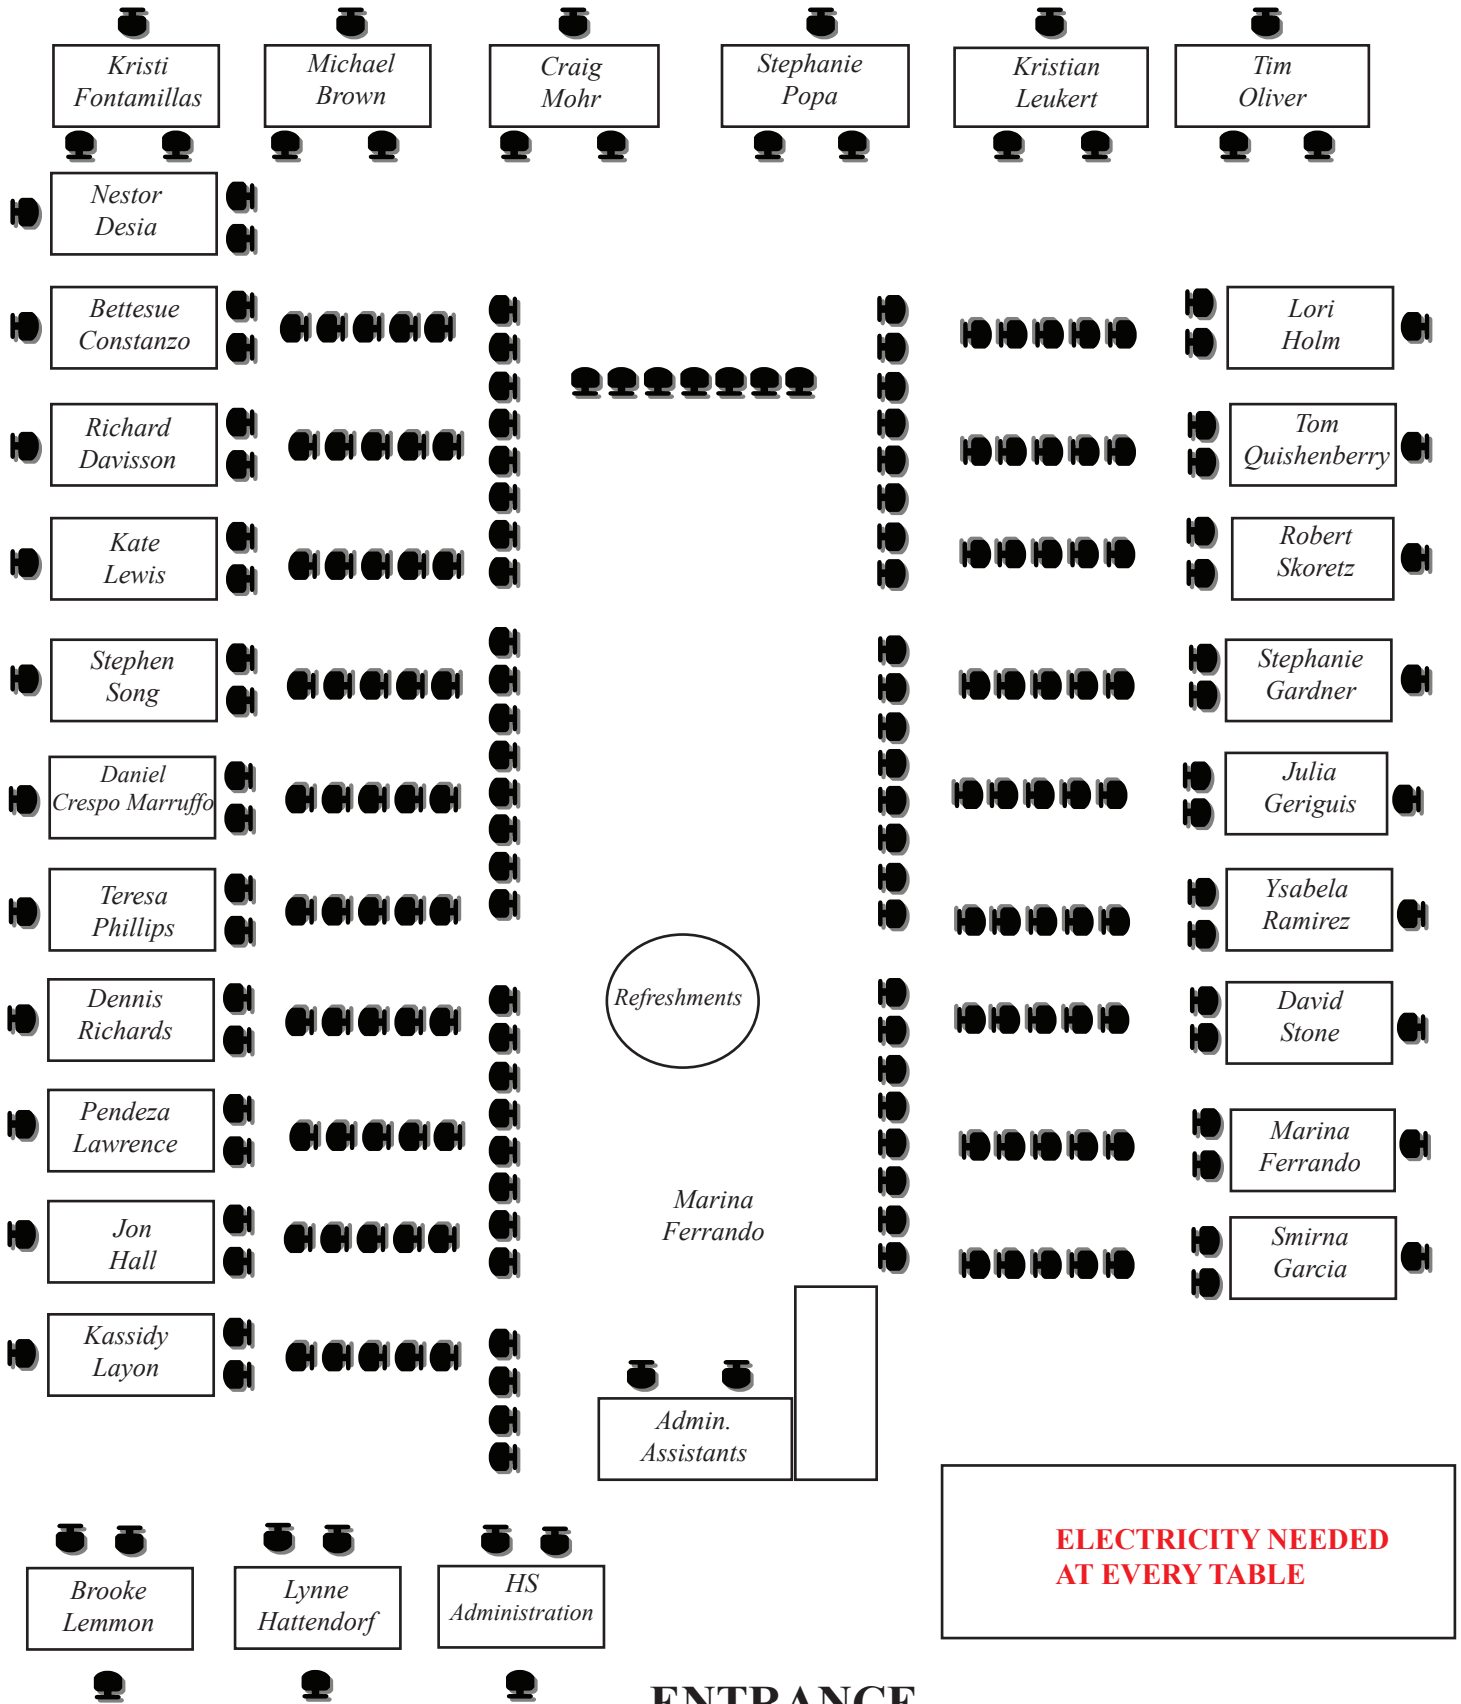 Kristi
Fontamillas
Michael
Brown
Craig
Mohr
Stephanie
Popa
Kristian
Leukert
Tim
Oliver
Nestor
Desia
Bettesue
Constanzo
Lori
Holm
Richard
Davisson
Tom
Quishenberry
Kate
Lewis
Robert
Skoretz
Stephen
Song
Stephanie
Gardner
Daniel
Crespo Marruffo
Julia
Geriguis
Teresa
Phillips
Ysabela
Ramirez
Dennis
Richards
Refreshments
David
Stone
Pendeza
Lawrence
Marina
Ferrando
Marina
Ferrando
Jon
Hall
Smirna
Garcia
Kassidy
Layon
Admin.
Assistants
ELECTRICITY NEEDED
AT EVERY TABLE
Brooke
Lemmon
Lynne
Hattendorf
HS
Administration
ENTRANCE